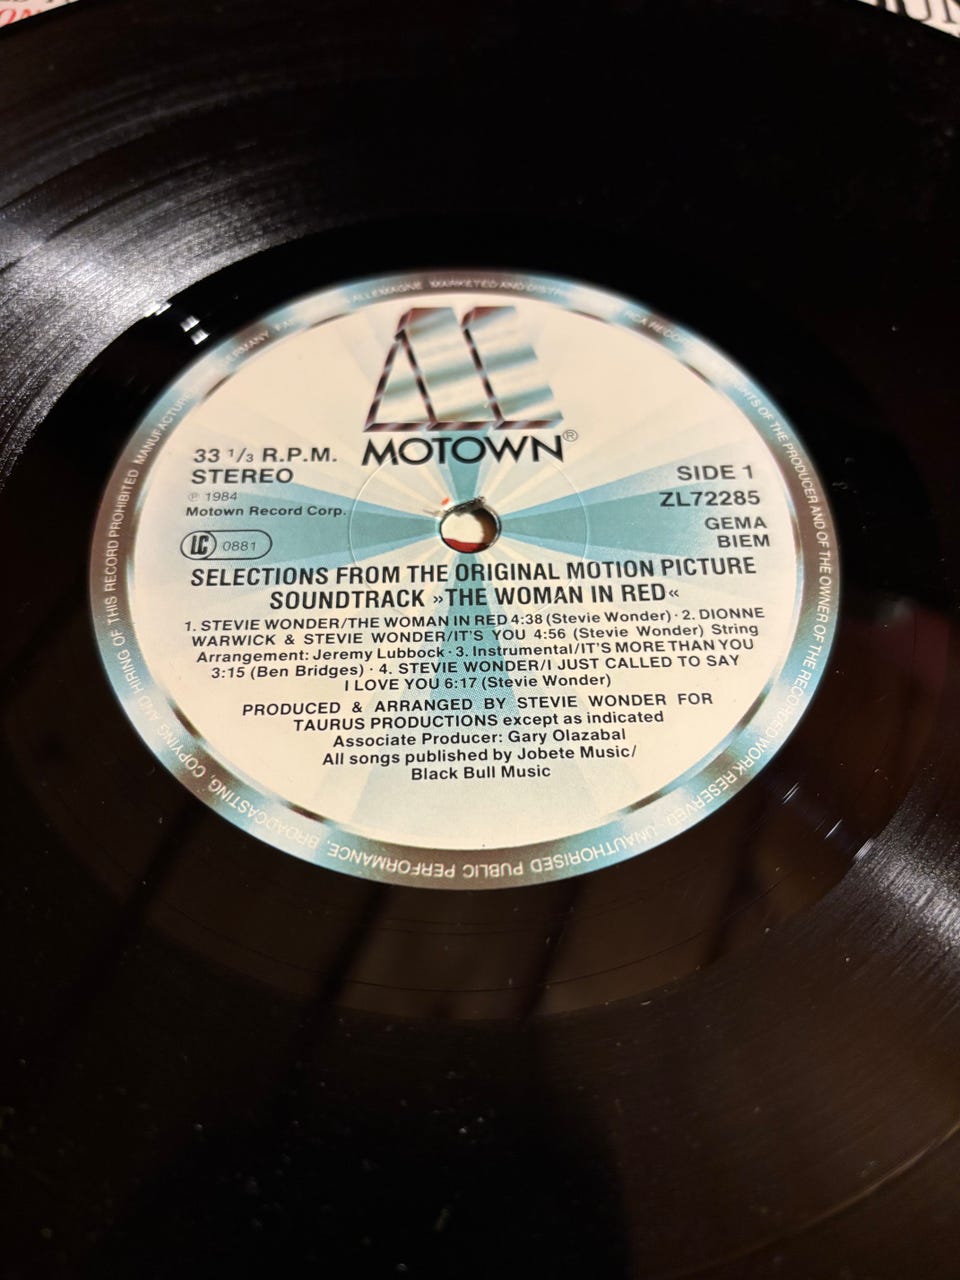 MOTOWN®
33 1/3 R.P.M.
STEREO
℗ 1984
Motown Record Corp.
LC 0881
SIDE 1
ZL72285
GEMA
BIEM
SELECTIONS FROM THE ORIGINAL MOTION PICTURE
SOUNDTRACK »THE WOMAN IN RED«
1. STEVIE WONDER/THE WOMAN IN RED 4:38 (Stevie Wonder) · 2. DIONNE
WARWICK & STEVIE WONDER/IT'S YOU 4:56 (Stevie Wonder) String
Arrangement: Jeremy Lubbock · 3. Instrumental/IT'S MORE THAN YOU
3:15 (Ben Bridges) · 4. STEVIE WONDER/I JUST CALLED TO SAY
I LOVE YOU 6:17 (Stevie Wonder)
PRODUCED & ARRANGED BY STEVIE WONDER FOR
TAURUS PRODUCTIONS except as indicated
Associate Producer: Gary Olazabal
All songs published by Jobete Music/
Black Bull Music
ALLEMAGNE MARKETED AND RCA RIGHTS OF THE PRODUCER AND OF THE OWNER OF THE RECORDED WORK RESERVED · UNAUTHORISED PUBLIC PERFORMANCE, BROADCASTING, COPYING AND HIRING OF THIS RECORD PROHIBITED